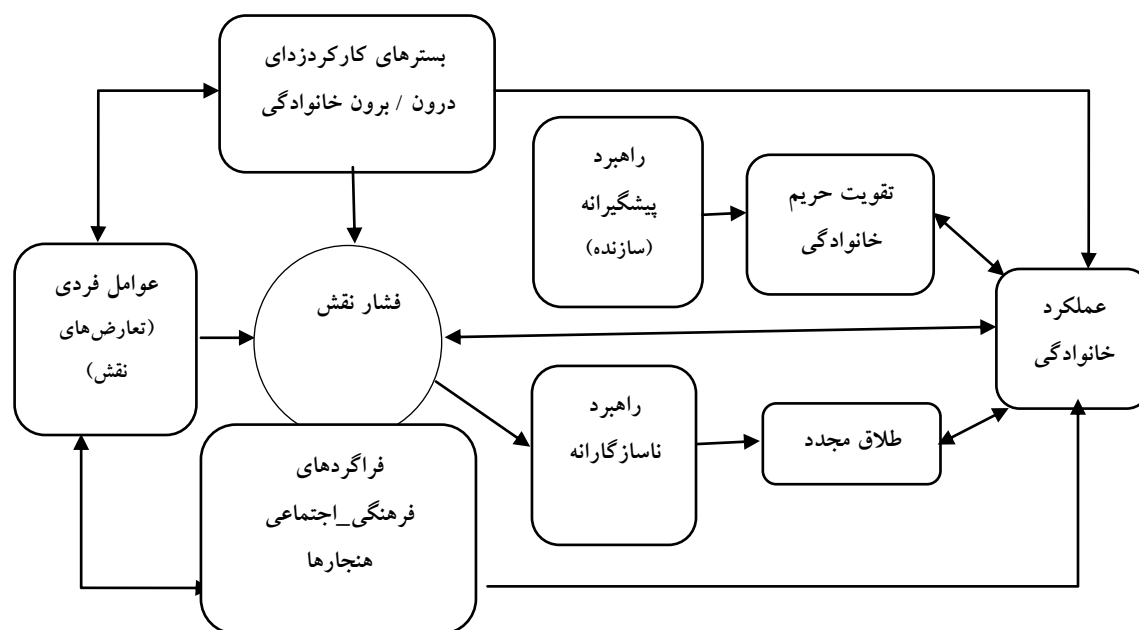 بسترهای کارکردزدای
درون / برون خانوادگی
راهبرد
پیشگیرانه
(سازنده)
تقویت حریم
خانوادگی
عوامل فردی
(تعارض‌های
نقش)
فشار نقش
عملکرد
خانوادگی
راهبرد
ناسازگارانه
طلاق مجدد
فراگردهای
فرهنگی_اجتماعی
هنجارها